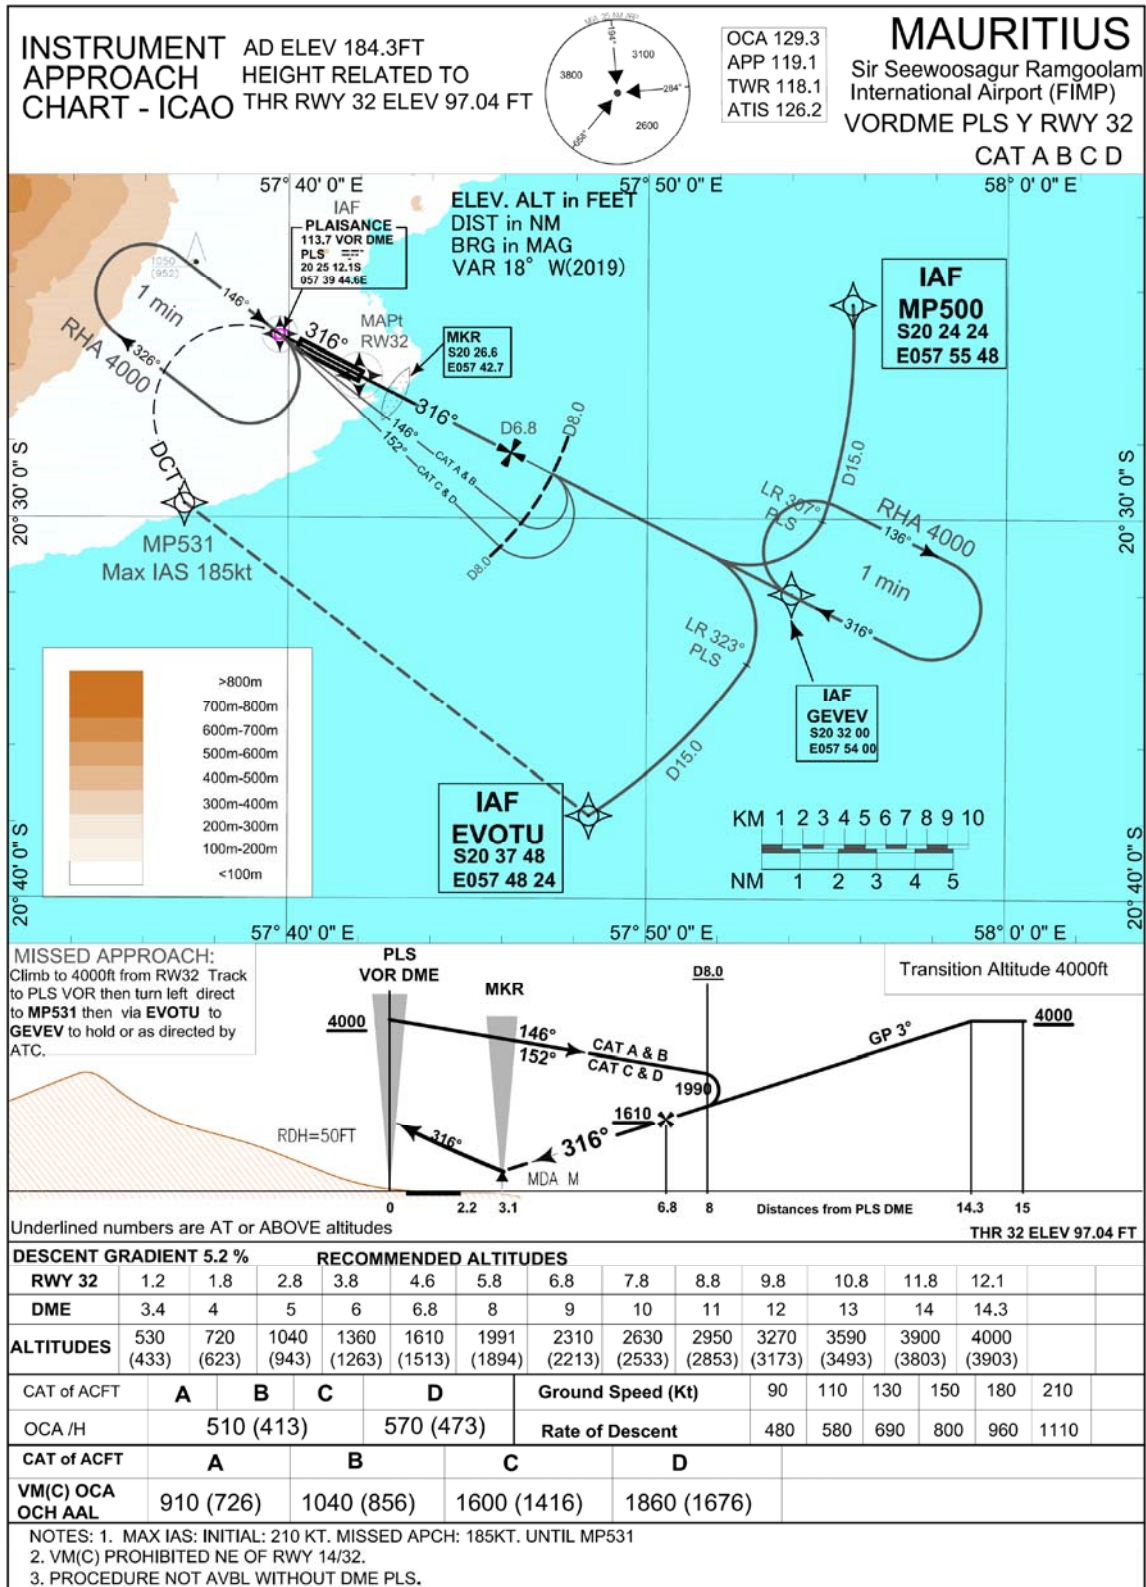 INSTRUMENT
APPROACH
CHART - ICAO
AD ELEV 184.3FT
HEIGHT RELATED TO
THR RWY 32 ELEV 97.04 FT
MSA 25 NM ARP
194°
3100
3800
284°
2600
058°
OCA 129.3
APP 119.1
TWR 118.1
ATIS 126.2
MAURITIUS
Sir Seewoosagur Ramgoolam
International Airport (FIMP)
VORDME PLS Y RWY 32
CAT A B C D
57° 40' 0" E
57° 50' 0" E
58° 0' 0" E
ELEV. ALT in FEET
DIST in NM
BRG in MAG
VAR 18° W(2019)
IAF
PLAISANCE
113.7 VOR DME
PLS
20 25 12.1S
057 39 44.6E
1050
(952)
146°
1 min
RHA 4000
326°
316°
MAPt
RW32
MKR
S20 26.6
E057 42.7
IAF
MP500
S20 24 24
E057 55 48
316°
D6.8
D8.0
146° CAT A & B
152° CAT C & D
D8.0
DCT
MP531
Max IAS 185kt
D15.0
LR 307°
PLS
RHA 4000
136°
1 min
316°
20° 30' 0" S
20° 30' 0" S
LR 323°
PLS
IAF
GEVEV
S20 32 00
E057 54 00
D15.0
IAF
EVOTU
S20 37 48
E057 48 24
>800m
700m-800m
600m-700m
500m-600m
400m-500m
300m-400m
200m-300m
100m-200m
<100m
KM 1 2 3 4 5 6 7 8 9 10
NM 1 2 3 4 5
20° 40' 0" S
20° 40' 0" S
57° 40' 0" E
57° 50' 0" E
58° 0' 0" E
MISSED APPROACH:
Climb to 4000ft from RW32 Track
to PLS VOR then turn left direct
to MP531 then via EVOTU to
GEVEV to hold or as directed by
ATC.
PLS
VOR DME
MKR
D8.0
Transition Altitude 4000ft
4000
146°
152°
CAT A & B
CAT C & D
GP 3°
4000
1990
1610
RDH=50FT
316°
316°
MDA M
0 2.2 3.1 6.8 8 Distances from PLS DME 14.3 15
Underlined numbers are AT or ABOVE altitudes
THR 32 ELEV 97.04 FT
DESCENT GRADIENT 5.2 % RECOMMENDED ALTITUDES
RWY 32 1.2 1.8 2.8 3.8 4.6 5.8 6.8 7.8 8.8 9.8 10.8 11.8 12.1
DME 3.4 4 5 6 6.8 8 9 10 11 12 13 14 14.3
ALTITUDES 530 720 1040 1360 1610 1991 2310 2630 2950 3270 3590 3900 4000
(433) (623) (943) (1263) (1513) (1894) (2213) (2533) (2853) (3173) (3493) (3803) (3903)
CAT of ACFT A B C D Ground Speed (Kt) 90 110 130 150 180 210
OCA /H 510 (413) 570 (473) Rate of Descent 480 580 690 800 960 1110
CAT of ACFT A B C D
VM(C) OCA
OCH AAL
910 (726) 1040 (856) 1600 (1416) 1860 (1676)
NOTES: 1. MAX IAS: INITIAL: 210 KT. MISSED APCH: 185KT. UNTIL MP531
2. VM(C) PROHIBITED NE OF RWY 14/32.
3. PROCEDURE NOT AVBL WITHOUT DME PLS.